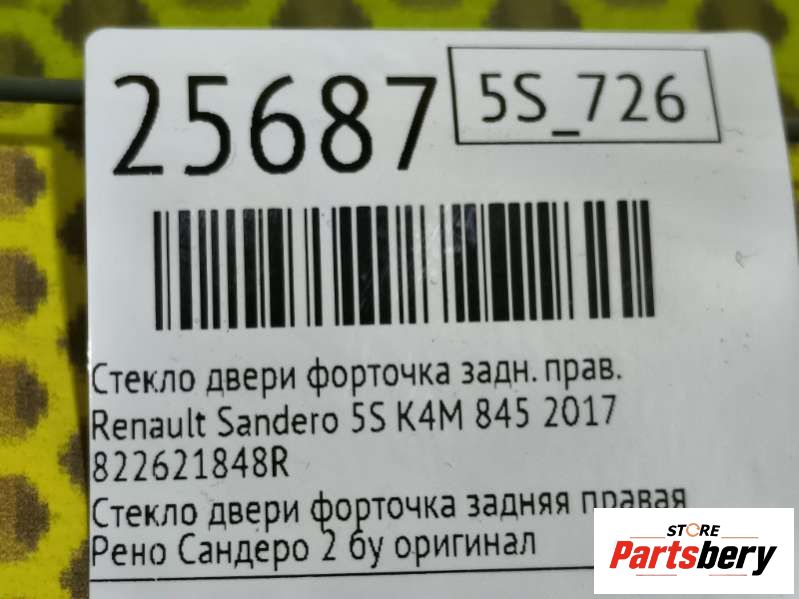 25687
5S_726
Стекло двери форточка задн. прав.
Renault Sandero 5S K4M 845 2017
822621848R
Стекло двери форточка задняя правая
Рено Сандеро 2 бу оригинал
STORE
Partsbery